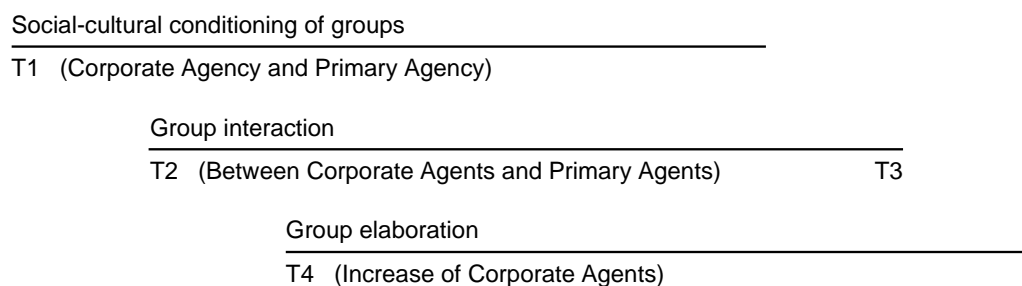 Social-cultural conditioning of groups
T1 (Corporate Agency and Primary Agency)
Group interaction
T2 (Between Corporate Agents and Primary Agents) T3
Group elaboration
T4 (Increase of Corporate Agents)